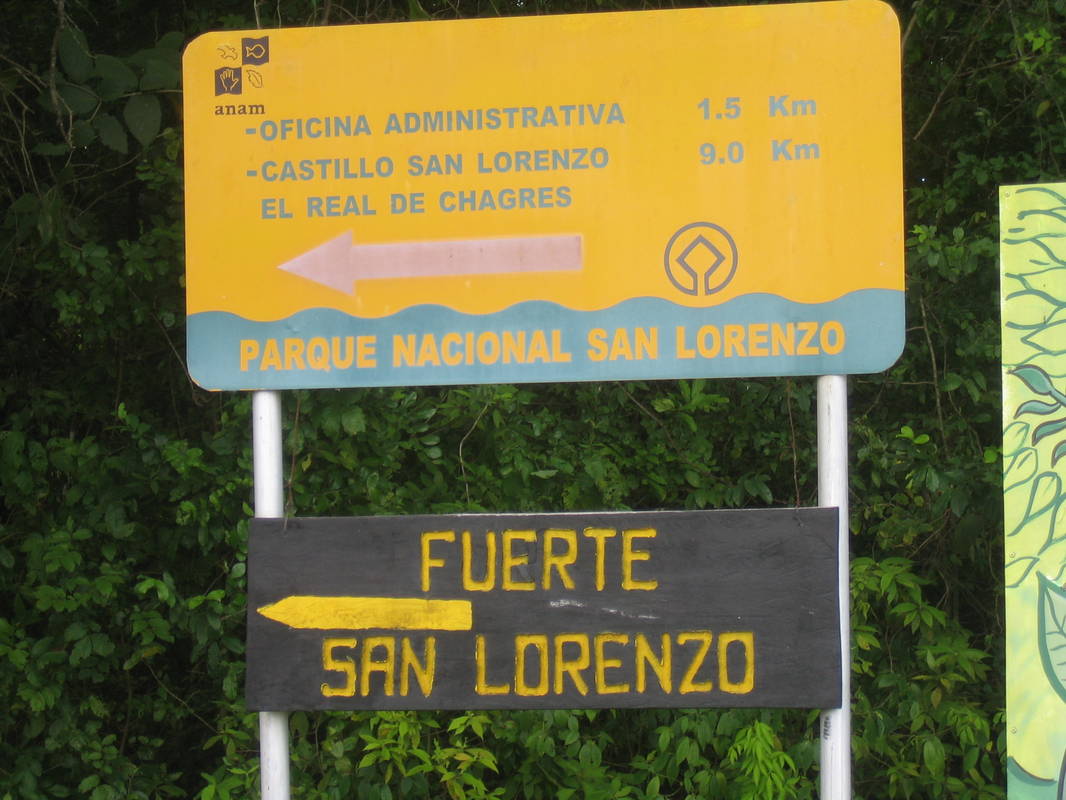 anam
-OFICINA ADMINISTRATIVA 1.5 Km
-CASTILLO SAN LORENZO 9.0 Km
EL REAL DE CHAGRES
PARQUE NACIONAL SAN LORENZO
FUERTE
SAN LORENZO